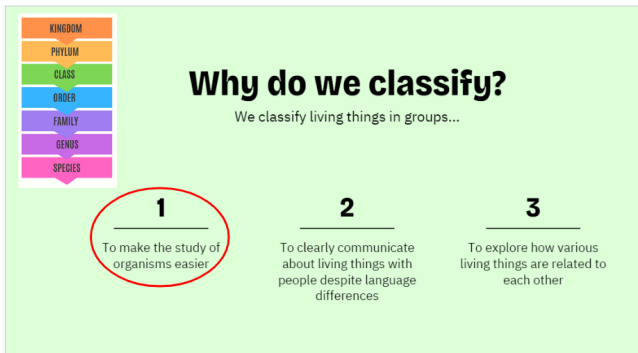 KINGDOM
PHYLUM
CLASS
ORDER
FAMILY
GENUS
SPECIES
Why do we classify?
We classify living things in groups...
1
To make the study of
organisms easier
2
To clearly communicate
about living things with
people despite language
differences
3
To explore how various
living things are related to
each other